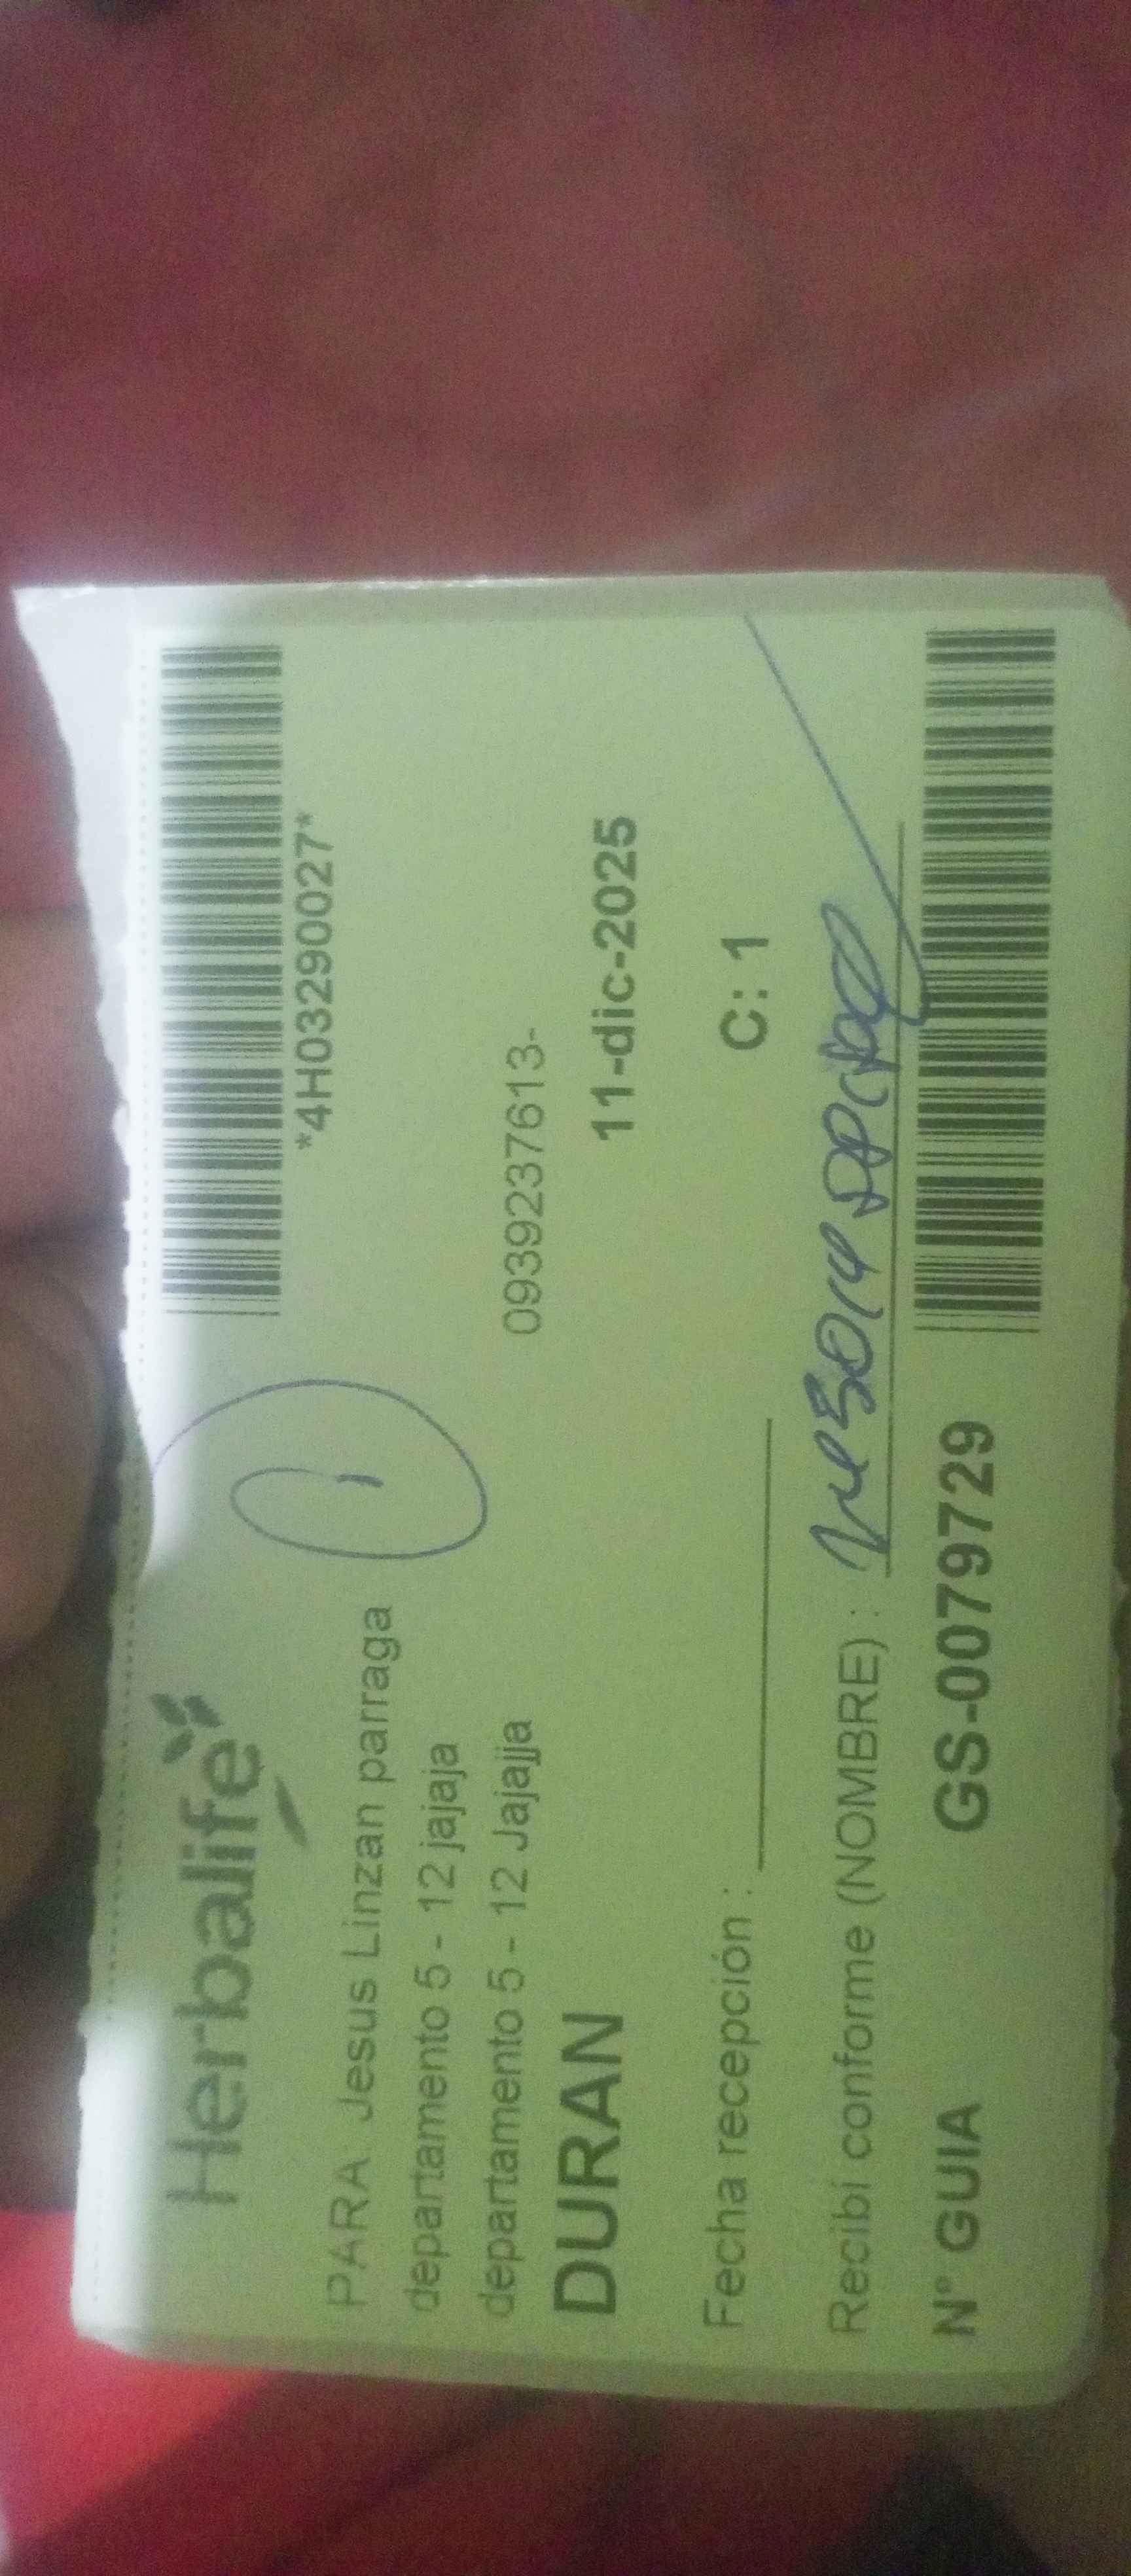 Herbalife
*4H03290027*
PARA: Jesus Linzan parraga
departamento 5 - 12 jajaja
departamento 5 - 12 Jajajja
0939237613-
DURAN
11-dic-2025
Fecha recepción :
C: 1
Recibí conforme (NOMBRE) :
N° GUIA
GS-0079729